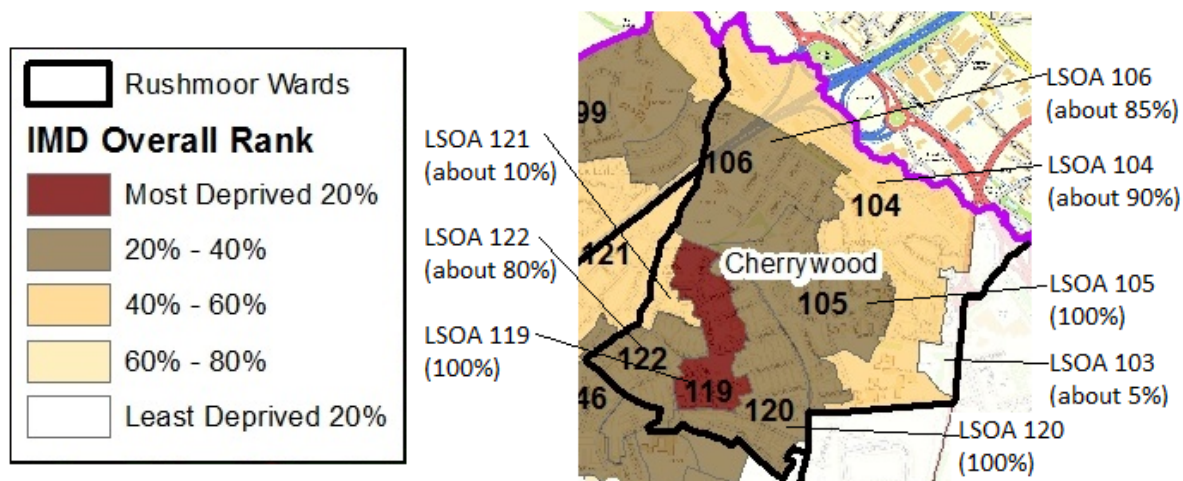 Rushmoor Wards
IMD Overall Rank
Most Deprived 20%
20% - 40%
40% - 60%
60% - 80%
Least Deprived 20%
LSOA 121
(about 10%)
LSOA 122
(about 80%)
LSOA 119
(100%)
99
106
104
121
Cherrywood
105
122
119
120
46
LSOA 106
(about 85%)
LSOA 104
(about 90%)
LSOA 105
(100%)
LSOA 103
(about 5%)
LSOA 120
(100%)